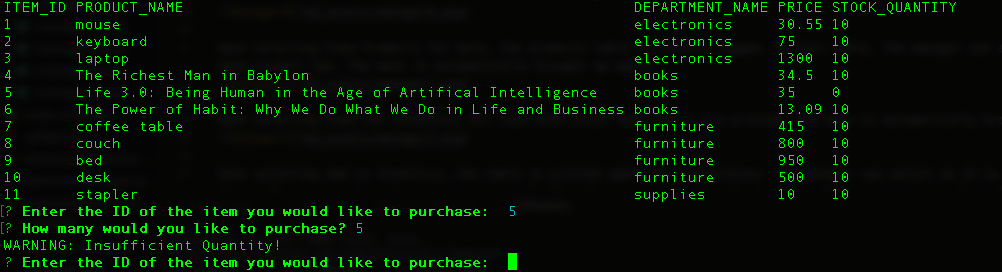 ITEM_ID PRODUCT_NAME DEPARTMENT_NAME PRICE STOCK_QUANTITY
1 mouse electronics 30.55 10
2 keyboard electronics 75 10
3 laptop electronics 1300 10
4 The Richest Man in Babylon books 34.5 10
5 Life 3.0: Being Human in the Age of Artifical Intelligence books 35 0
6 The Power of Habit: Why We Do What We Do in Life and Business books 13.09 10
7 coffee table furniture 415 10
8 couch furniture 800 10
9 bed furniture 950 10
10 desk furniture 500 10
11 stapler supplies 10 10
[? Enter the ID of the item you would like to purchase: 5
[? How many would you like to purchase? 5
WARNING: Insufficient Quantity!
? Enter the ID of the item you would like to purchase: